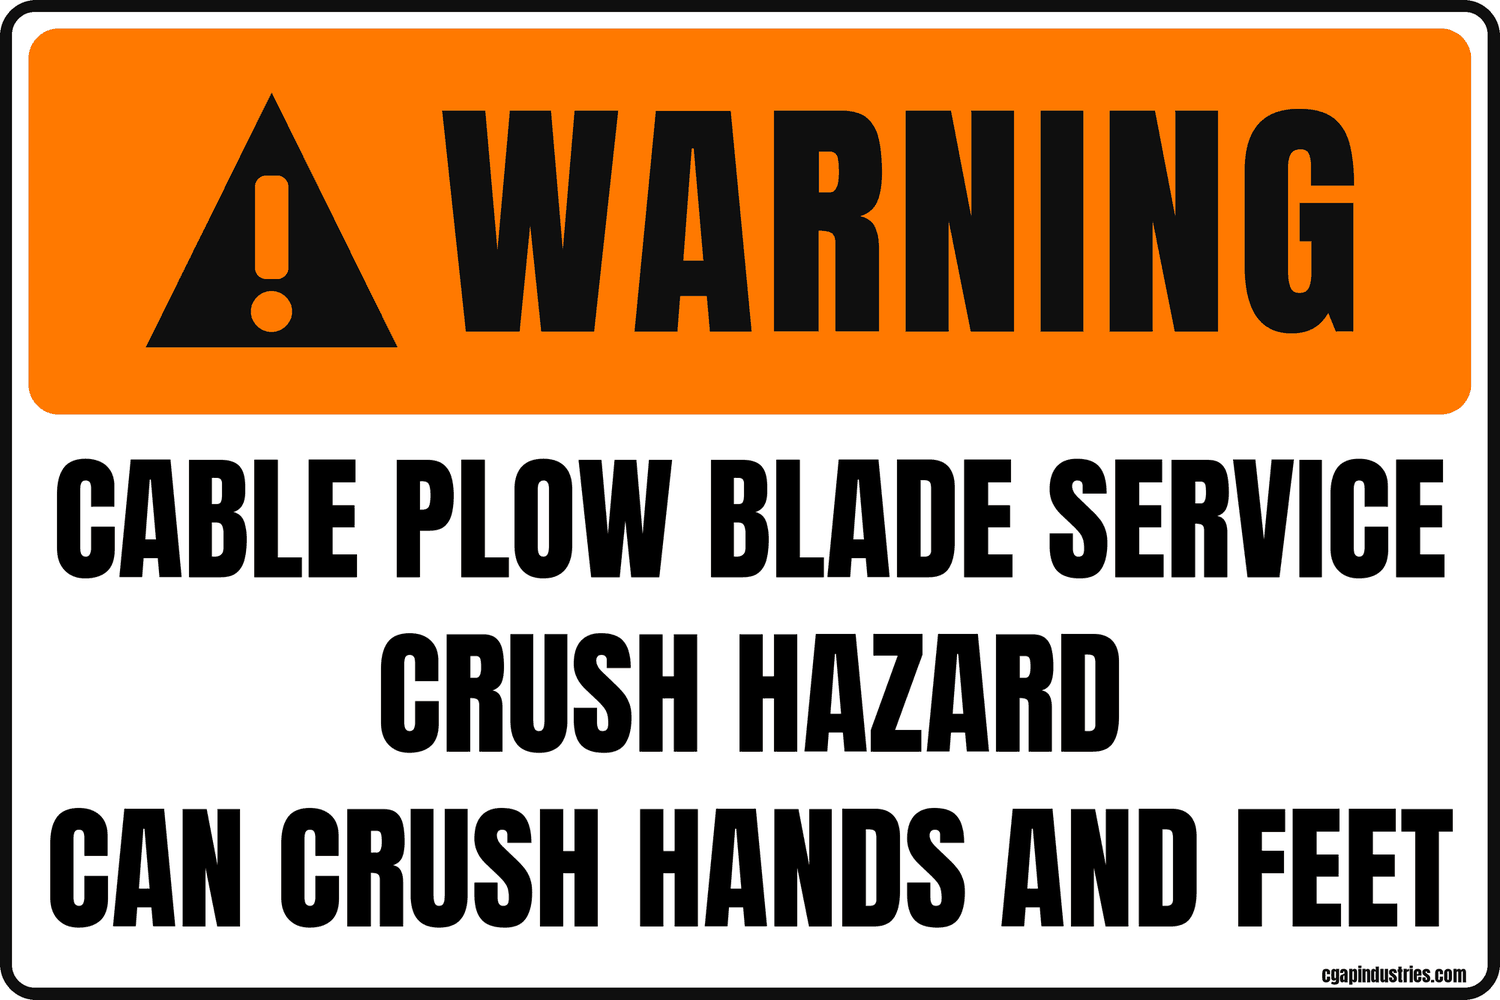 WARNING
CABLE PLOW BLADE SERVICE
CRUSH HAZARD
CAN CRUSH HANDS AND FEET
cgapindustries.com